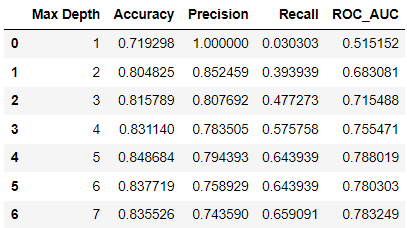 Max Depth Accuracy Precision Recall ROC_AUC
0 1 0.719298 1.000000 0.030303 0.515152
1 2 0.804825 0.852459 0.393939 0.683081
2 3 0.815789 0.807692 0.477273 0.715488
3 4 0.831140 0.783505 0.575758 0.755471
4 5 0.848684 0.794393 0.643939 0.788019
5 6 0.837719 0.758929 0.643939 0.780303
6 7 0.835526 0.743590 0.659091 0.783249